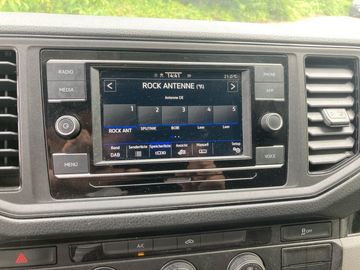 RADIO
MEDIA
MENU
PHONE
APP
VOICE
14:41
21.0°C
ROCK ANTENNE
Antenne DE
1 2 3 4 5
ROCK ANT SPUTNIK BOB Leer Leer
Band Senderliste Speicherliste Ansicht Manuell Setup
DAB
A/C
OFF